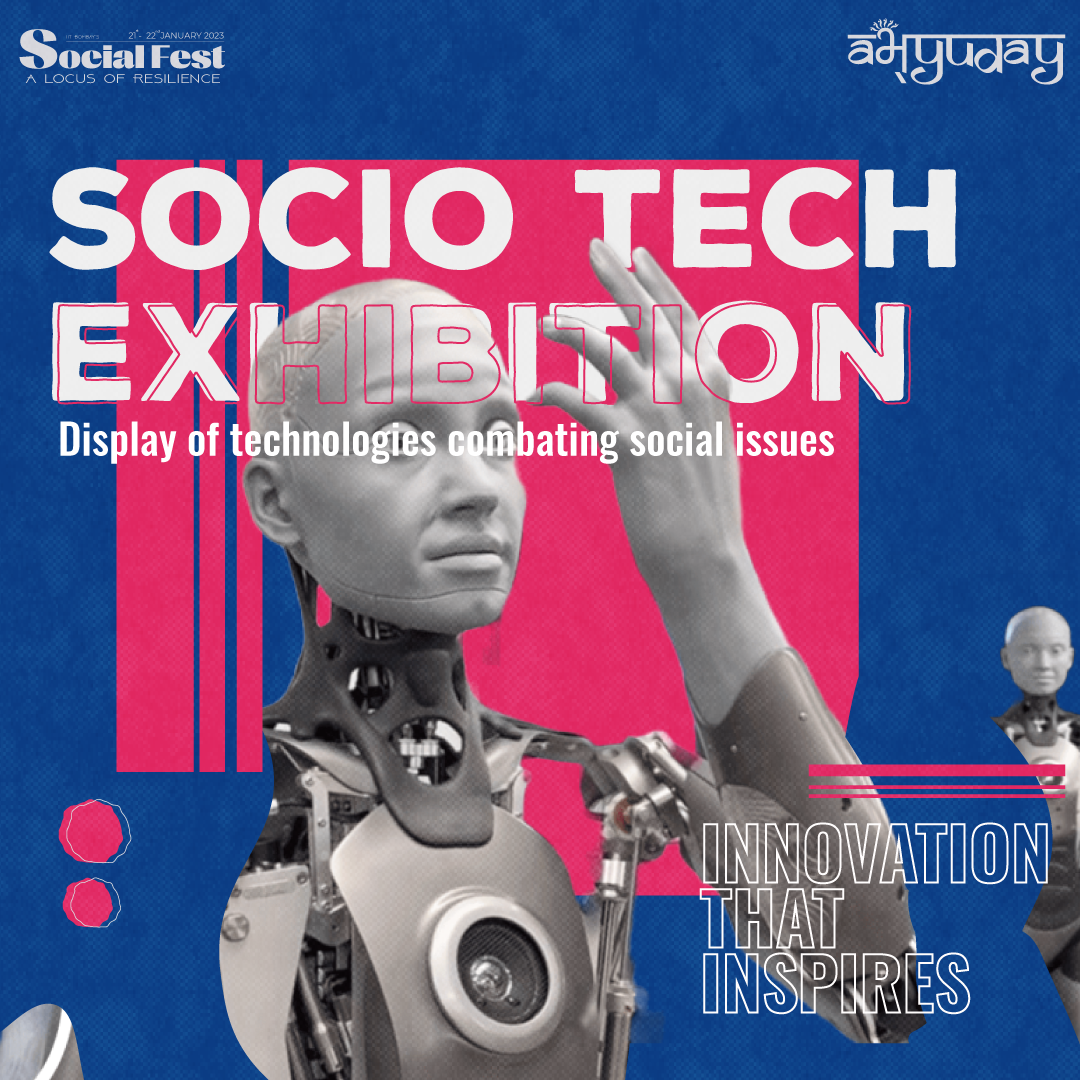 IIT BOMBAY'S 21st - 22nd JANUARY 2023
Social Fest
A LOCUS OF RESILIENCE
अभyuday
SOCIO TECH
EXHIBITION
Display of technologies combating social issues
INNOVATION
THAT
INSPIRES